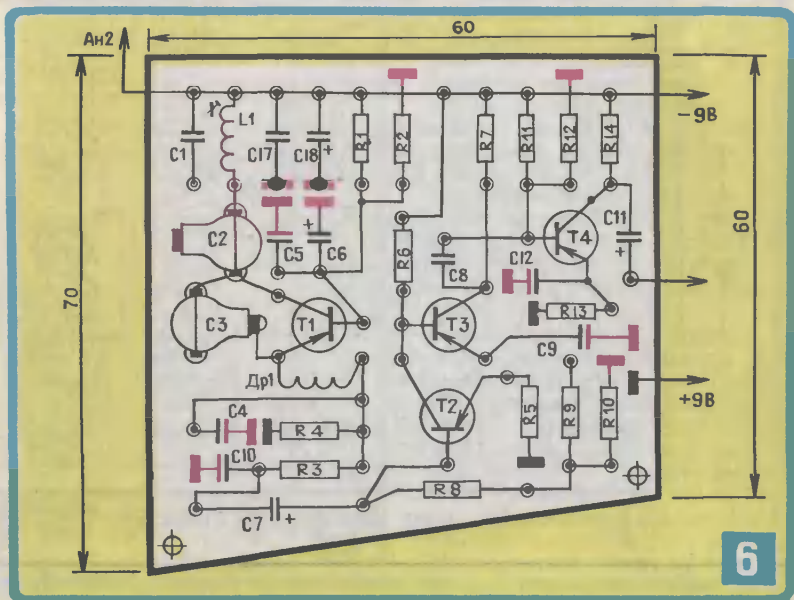 Ан2
60
-9В
L1
C1
C17
C18
+
R1
R2
R7
R11
R12
R14
C2
C5
+
C6
R6
C8
T4
C11
+
60
C12
70
C3
T1
T3
R13
C9
Др1
T2
+9В
C4
R4
R5
R9
R10
C10
R3
R8
C7
+
6